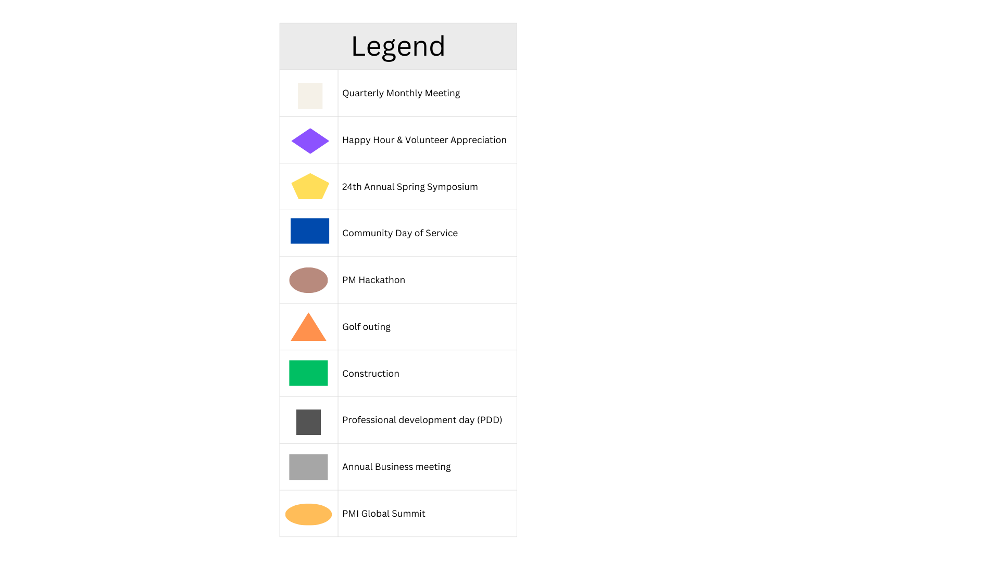 Legend
Quarterly Monthly Meeting
Happy Hour & Volunteer Appreciation
24th Annual Spring Symposium
Community Day of Service
PM Hackathon
Golf outing
Construction
Professional development day (PDD)
Annual Business meeting
PMI Global Summit